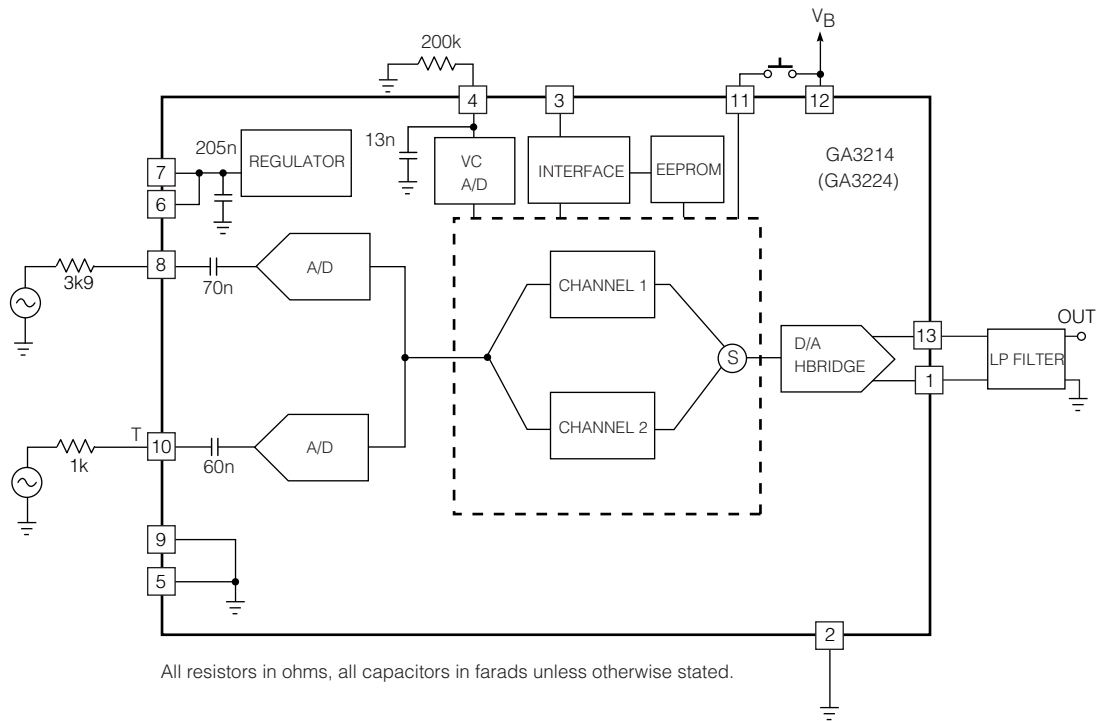 V_B
200k
4
3
11
12
205n
REGULATOR
13n
VC
A/D
INTERFACE
EEPROM
GA3214
(GA3224)
7
6
8
3k9
70n
A/D
CHANNEL 1
OUT
13
D/A
HBRIDGE
LP FILTER
S
1
CHANNEL 2
T
10
1k
60n
A/D
9
5
2
All resistors in ohms, all capacitors in farads unless otherwise stated.